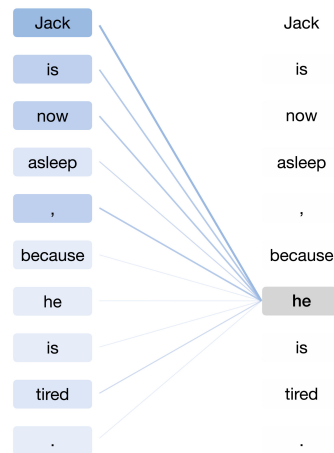 Jack Jack
is is
now now
asleep asleep
, ,
because because
he he
is is
tired tired
. .